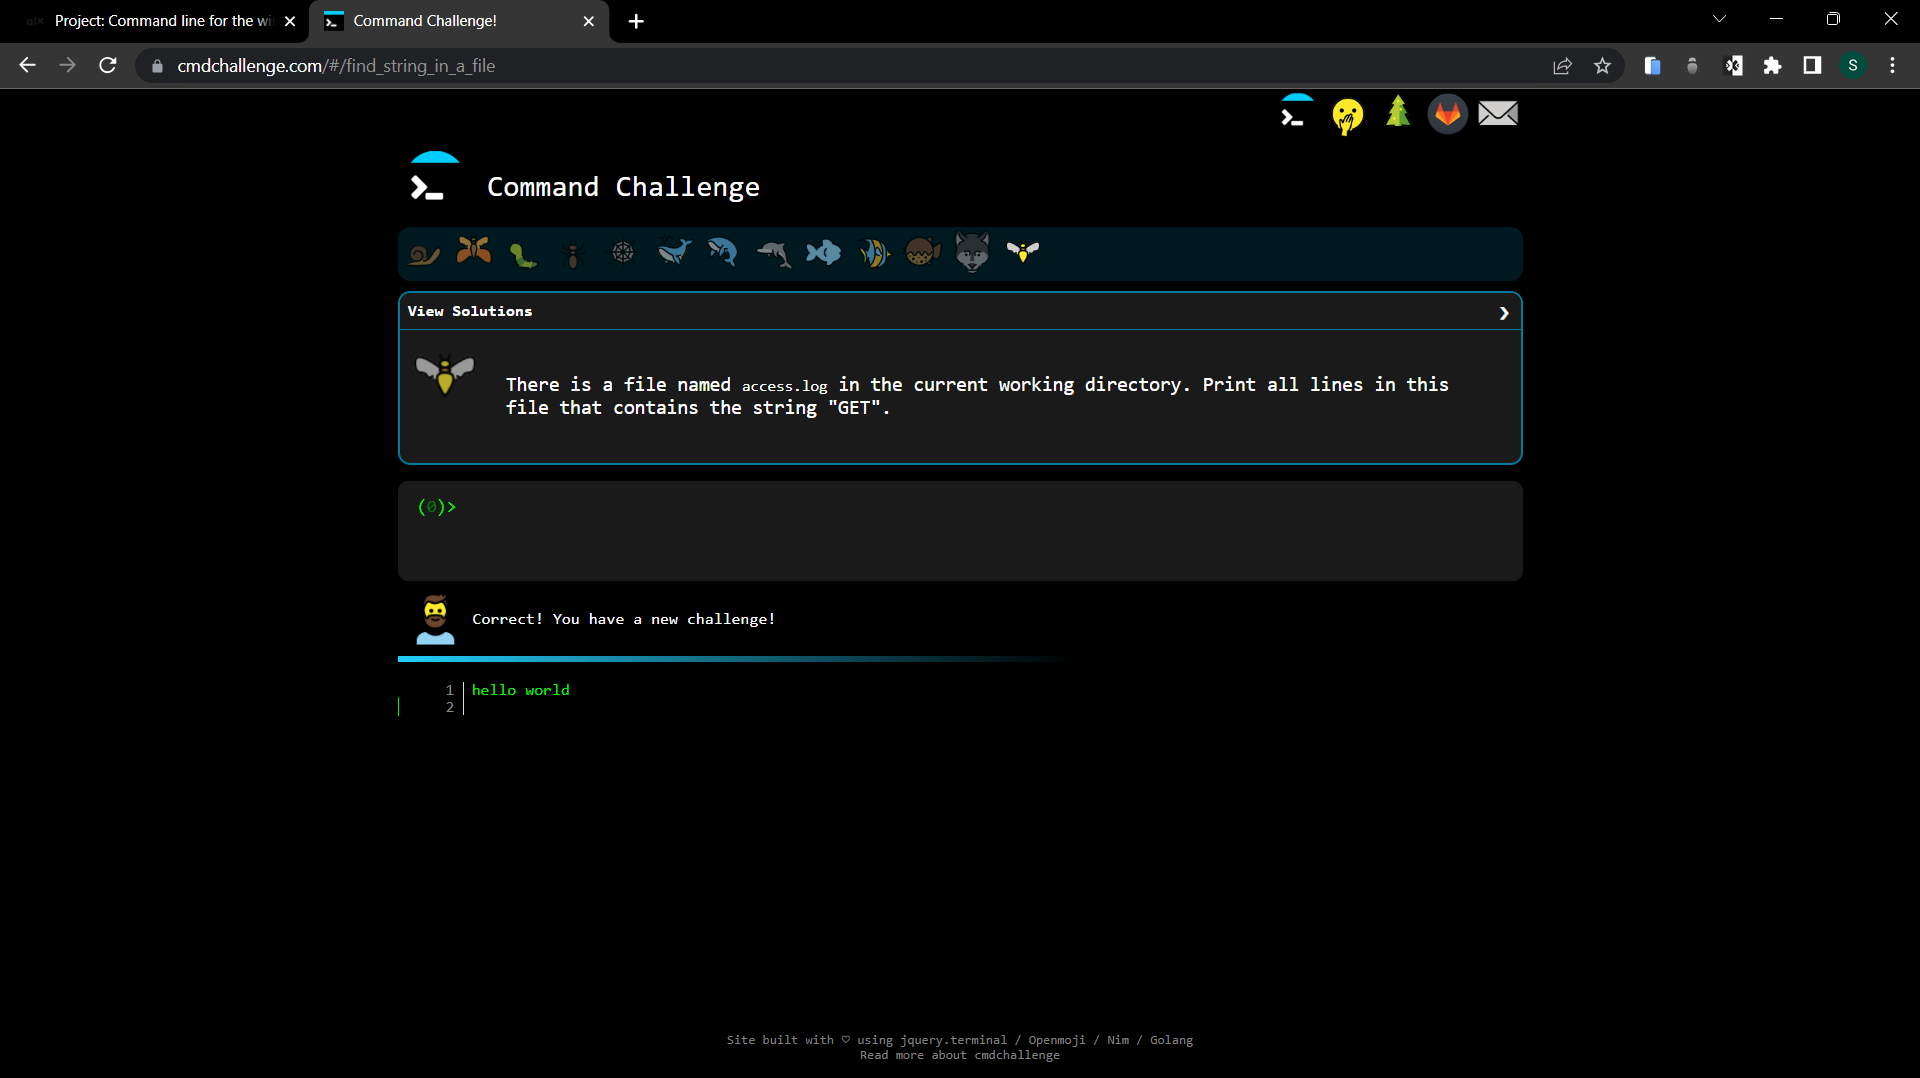 Project: Command line for the wi
Command Challenge!
cmdchallenge.com/#/find_string_in_a_file
S
Command Challenge
View Solutions
There is a file named access.log in the current working directory. Print all lines in this
file that contains the string "GET".
(0)>
Correct! You have a new challenge!
1 hello world
2
Site built with ♡ using jquery.terminal / Openmoji / Nim / Golang
Read more about cmdchallenge